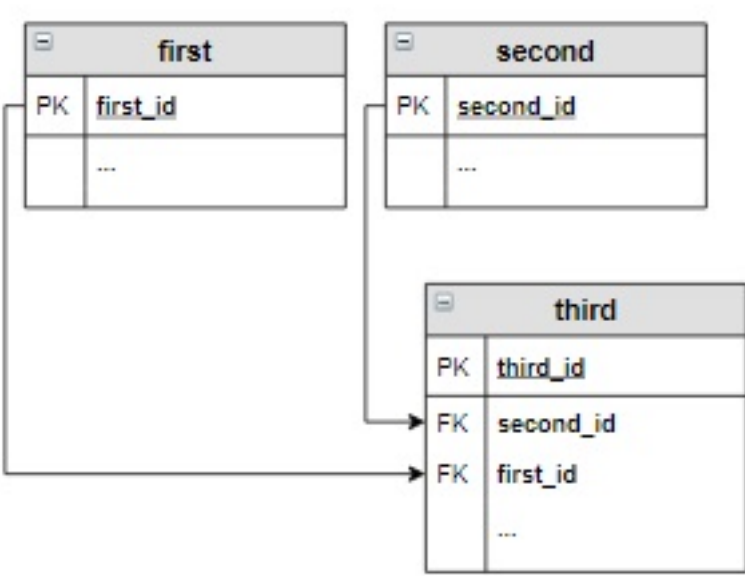 first
PK first_id
...
second
PK second_id
...
third
PK third_id
FK second_id
FK first_id
...